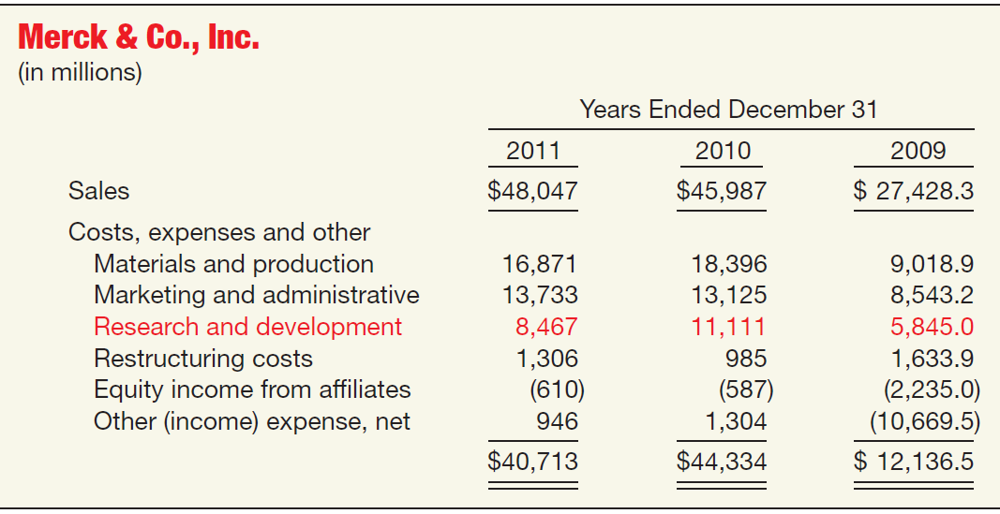 Merck & Co., Inc.
(in millions)
Years Ended December 31
2011 2010 2009
Sales $48,047 $45,987 $ 27,428.3
Costs, expenses and other
Materials and production 16,871 18,396 9,018.9
Marketing and administrative 13,733 13,125 8,543.2
Research and development 8,467 11,111 5,845.0
Restructuring costs 1,306 985 1,633.9
Equity income from affiliates (610) (587) (2,235.0)
Other (income) expense, net 946 1,304 (10,669.5)
$40,713 $44,334 $ 12,136.5